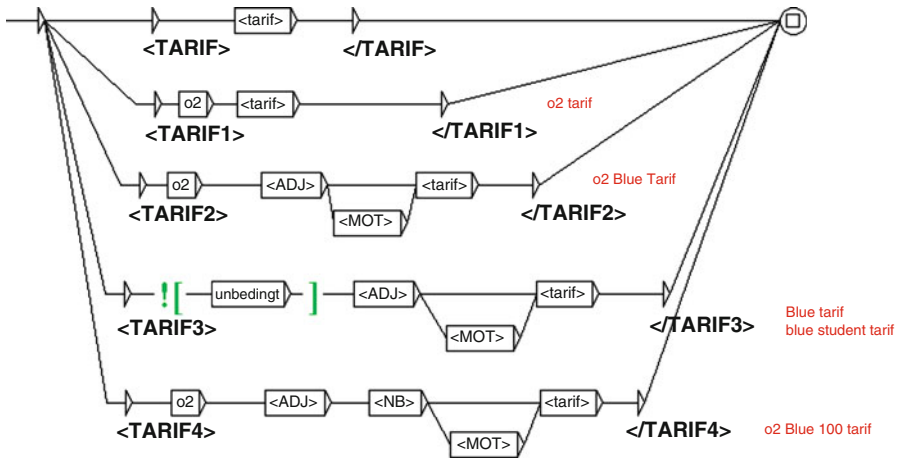 <tarif>
<TARIF> </TARIF>
o2 <tarif> o2 tarif
<TARIF1> </TARIF1>
o2 <ADJ> <tarif> o2 Blue Tarif
<TARIF2> <MOT> </TARIF2>
![ unbedingt ] <ADJ> <tarif>
<TARIF3> <MOT> </TARIF3> Blue tarif
blue student tarif
o2 <ADJ> <NB> <tarif>
<TARIF4> <MOT> </TARIF4> o2 Blue 100 tarif